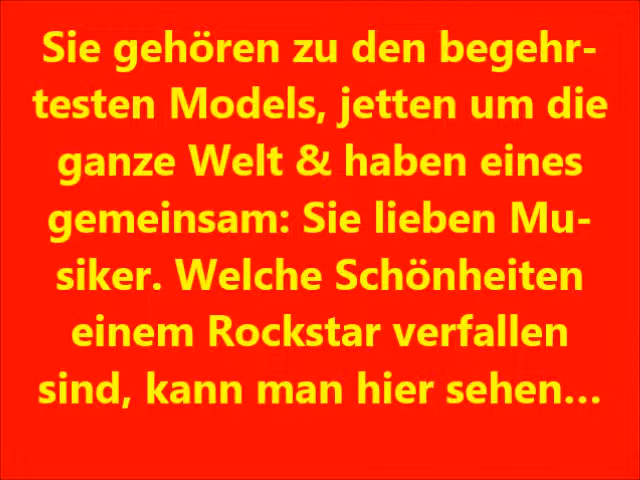 Sie gehören zu den begehr-
testen Models, jetten um die
ganze Welt & haben eines
gemeinsam: Sie lieben Mu-
siker. Welche Schönheiten
einem Rockstar verfallen
sind, kann man hier sehen…